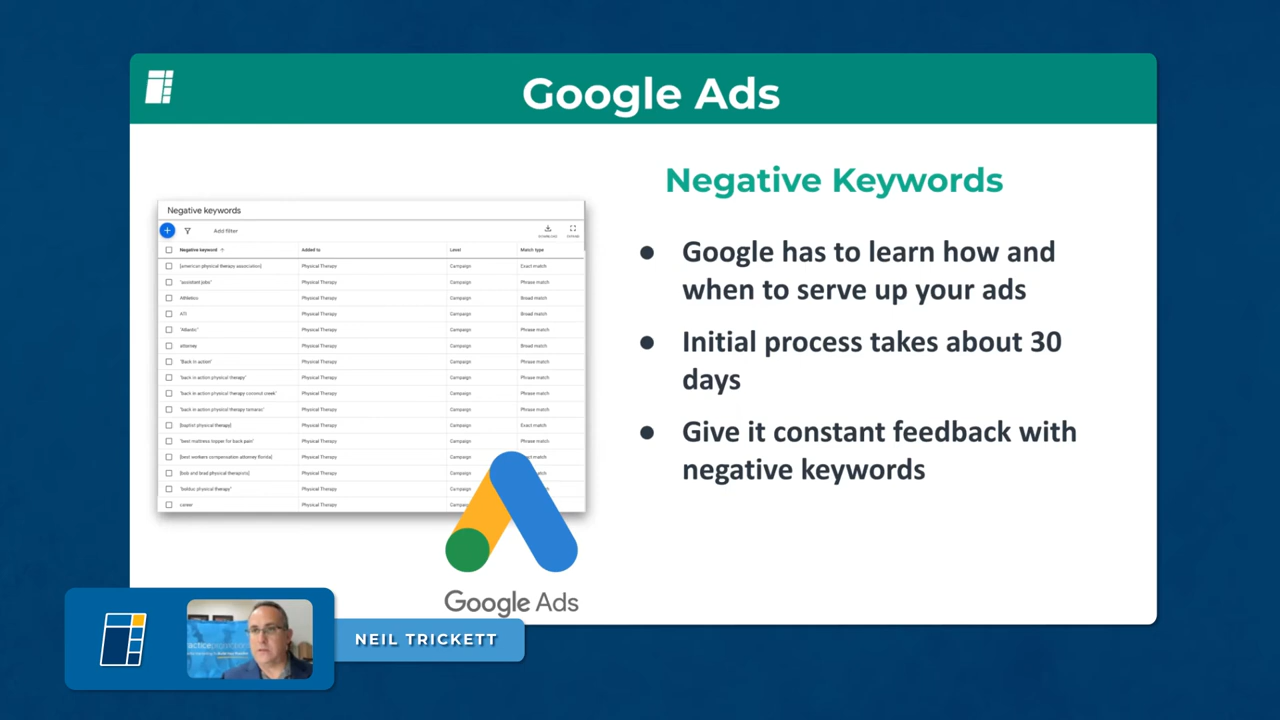 Google Ads
Negative Keywords
● Google has to learn how and
when to serve up your ads
● Initial process takes about 30
days
● Give it constant feedback with
negative keywords
Negative keywords
Add filter
DOWNLOAD EXPAND
Negative keyword Added to Level Match type
[american physical therapy association] Physical Therapy Campaign Exact match
"assistant jobs" Physical Therapy Campaign Phrase match
Athletico Physical Therapy Campaign Broad match
ATI Physical Therapy Campaign Broad match
"Atlantic" Physical Therapy Campaign Phrase match
attorney Physical Therapy Campaign Broad match
"Back in action" Physical Therapy Campaign Phrase match
"back in action physical therapy" Physical Therapy Campaign Phrase match
"back in action physical therapy coconut creek" Physical Therapy Campaign Phrase match
"back in action physical therapy tamarac" Physical Therapy Campaign Phrase match
[baptist physical therapy] Physical Therapy Campaign Exact match
"best mattress topper for back pain" Physical Therapy Campaign Phrase match
[best workers compensation attorney florida] Physical Therapy Campaign match
[bob and brad physical therapists] Physical Therapy Campaign match
physical therapy" Physical Therapy Campaign match
career Physical Therapy
Google Ads
NEIL TRICKETT